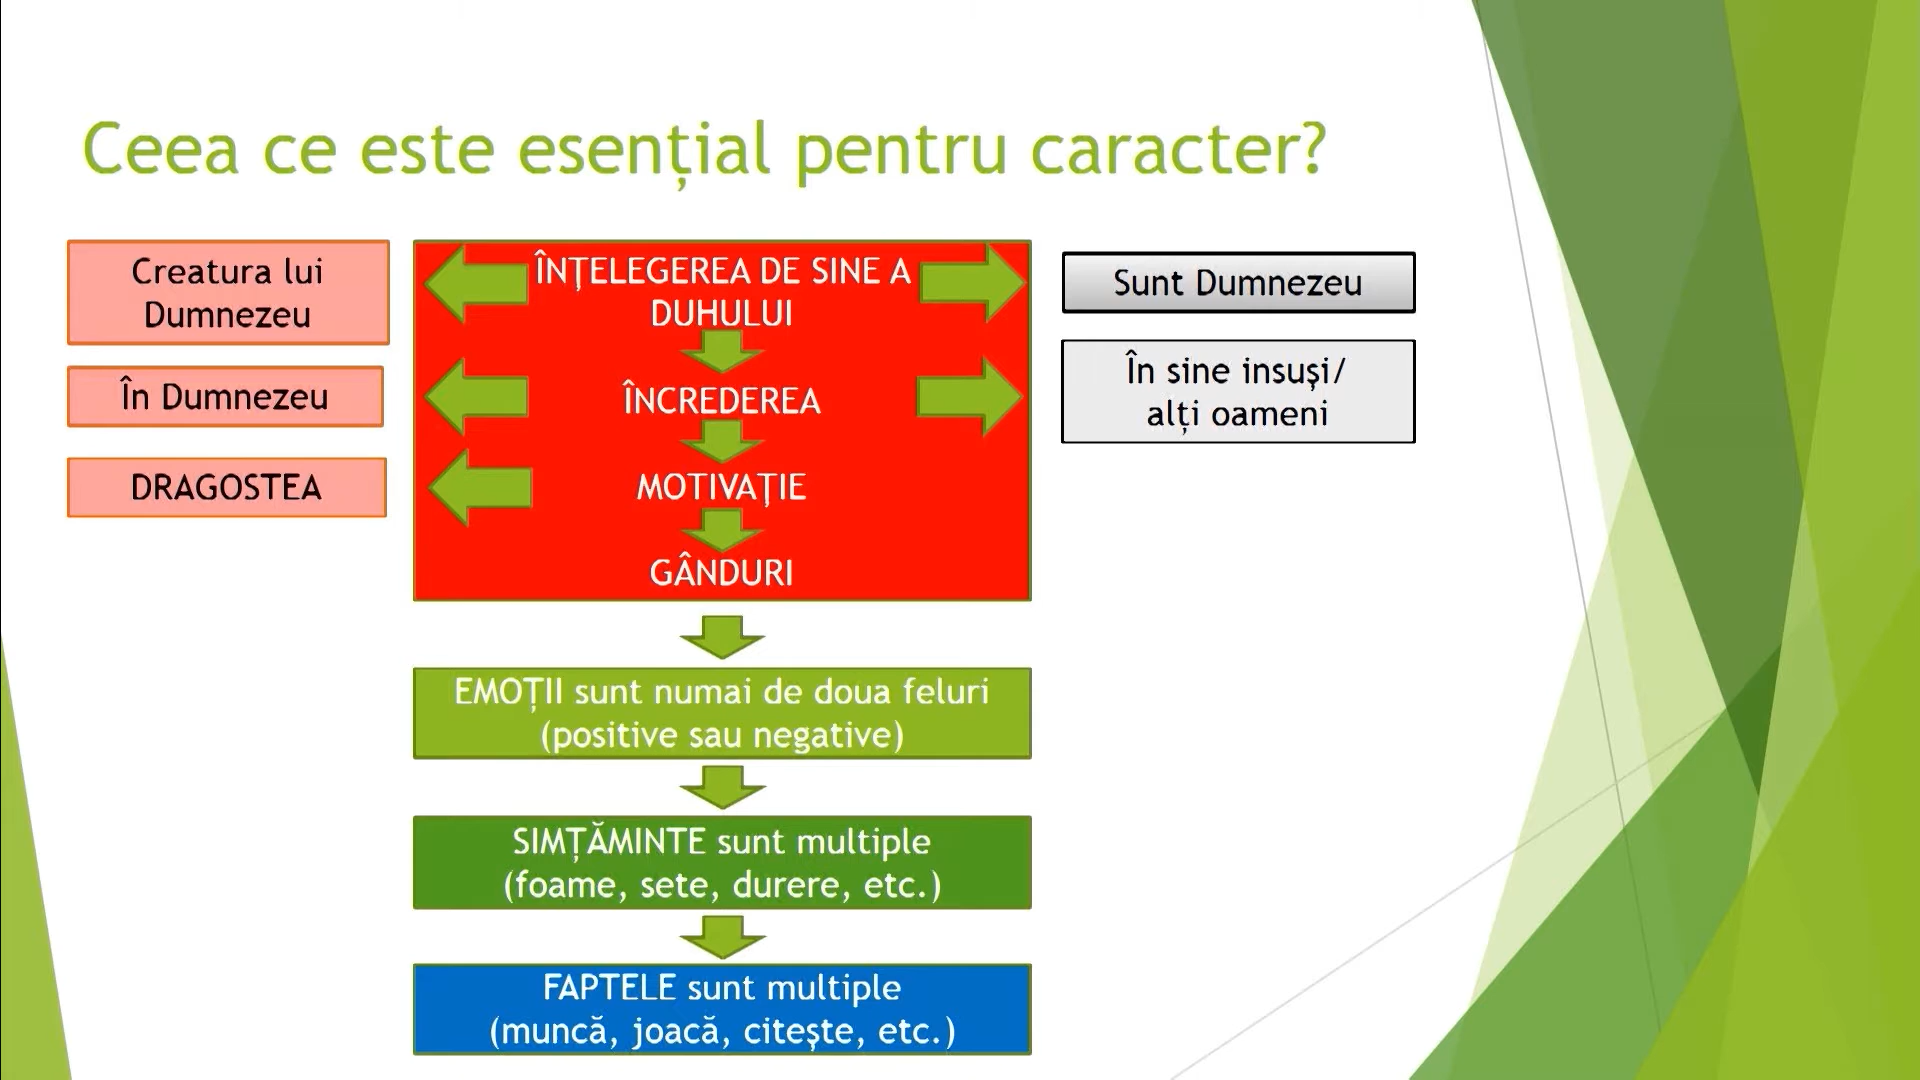 Ceea ce este esențial pentru caracter?
Creatura lui
Dumnezeu
În Dumnezeu
DRAGOSTEA
ÎNȚELEGEREA DE SINE A
DUHULUI
ÎNCREDEREA
MOTIVAȚIE
GÂNDURI
Sunt Dumnezeu
În sine insuși/
alți oameni
EMOȚII sunt numai de doua feluri
(positive sau negative)
SIMȚĂMINTE sunt multiple
(foame, sete, durere, etc.)
FAPTELE sunt multiple
(muncă, joacă, citește, etc.)